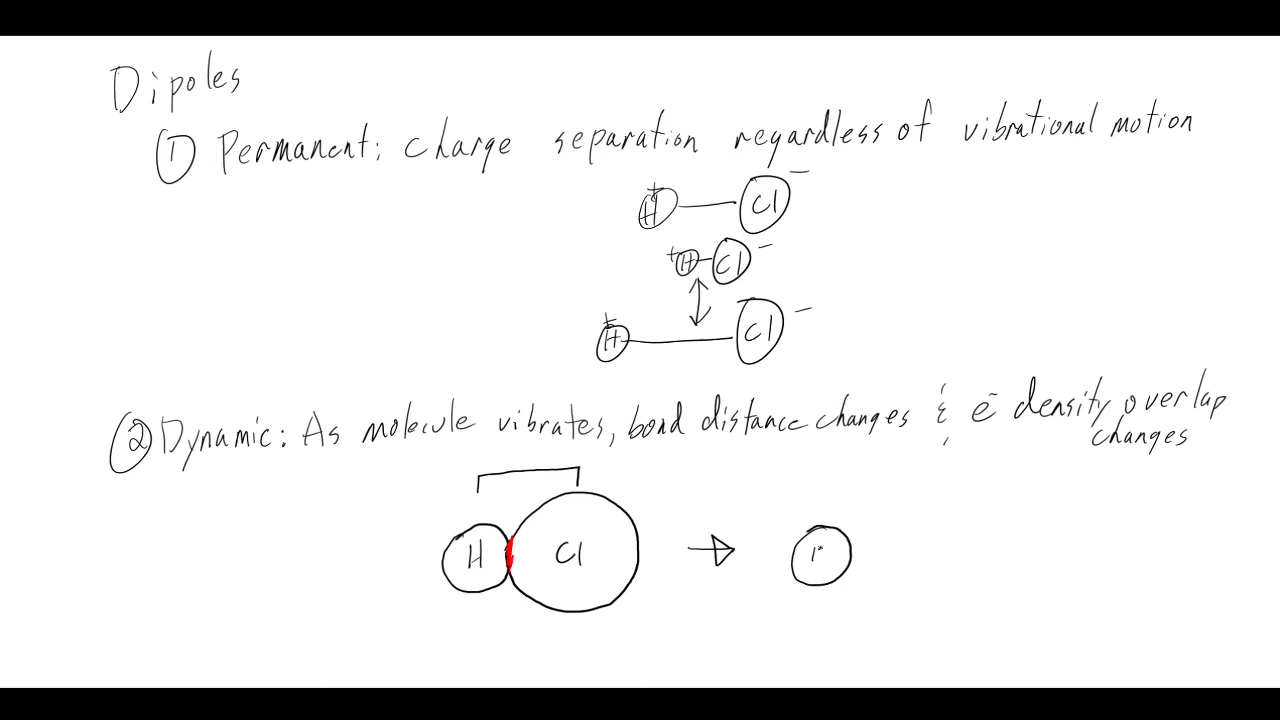 Dipoles
① Permanent: charge separation regardless of vibrational motion
+ H — Cl −
+ H - Cl −
+ H — Cl −
② Dynamic: As molecule vibrates, bond distance changes & e⁻ density overlap
changes
H Cl →